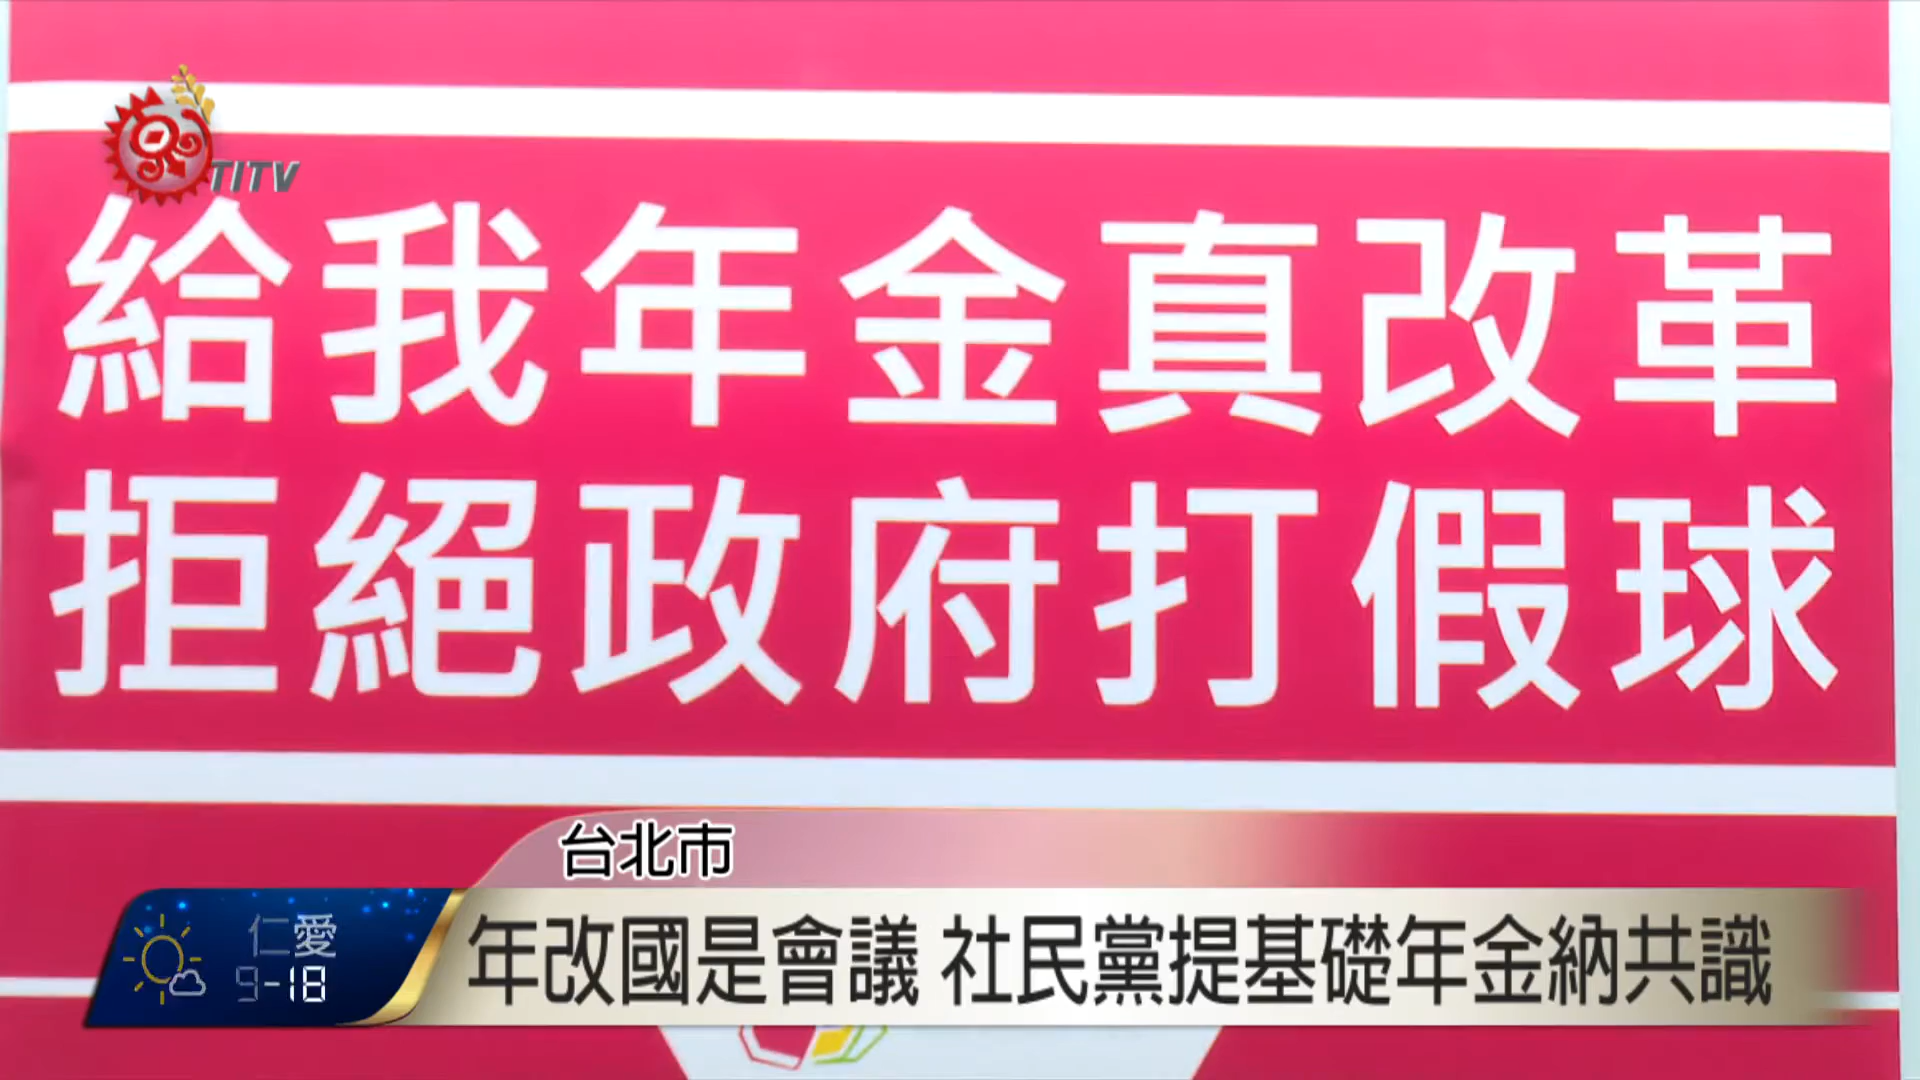 TITV
給我年金真改革
拒絕政府打假球
台北市
仁愛
9-18
年改國是會議 社民黨提基礎年金納共識